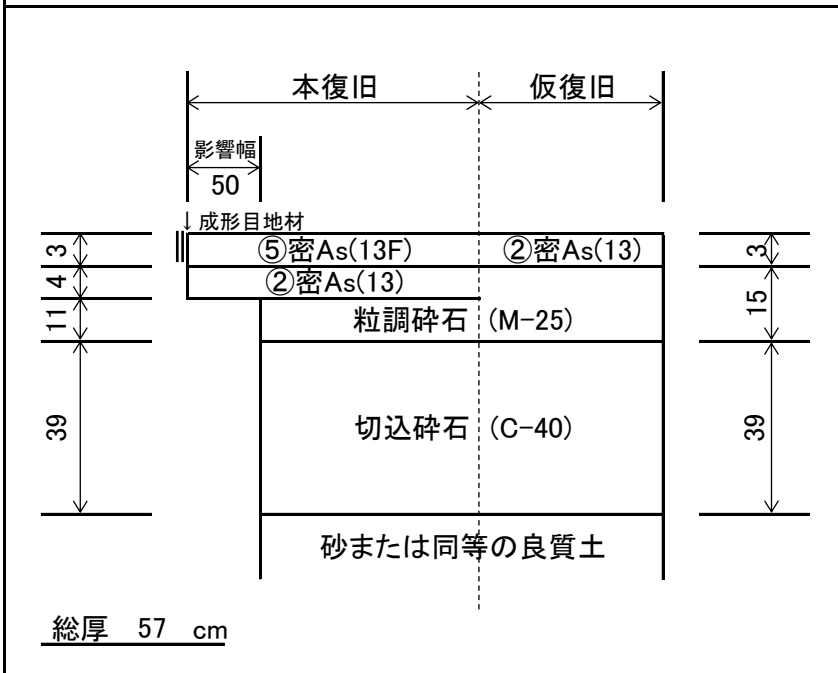 本復旧 仮復旧
影響幅
50
↓成形目地材
3 ⑤密As(13F) ②密As(13) 3
4 ②密As(13)
11 粒調砕石 (M-25) 15
39 切込砕石 (C-40) 39
砂または同等の良質土
総厚 57 cm